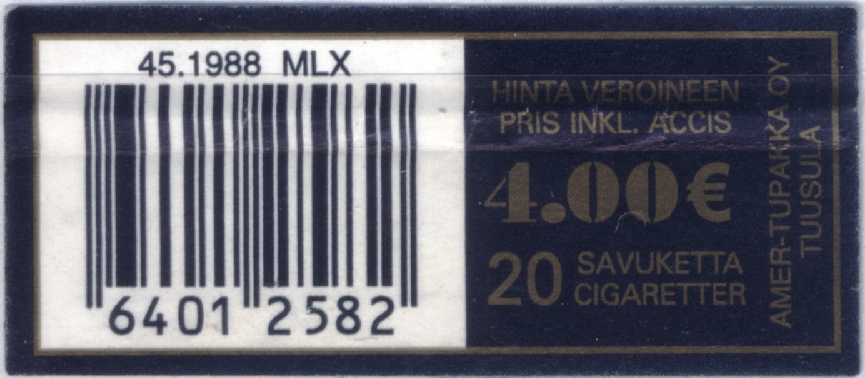 45.1988 MLX
6401 2582
HINTA VEROINEEN
PRIS INKL. ACCIS
4.00€
20 SAVUKETTA
CIGARETTER
AMER-TUPAKKA OY
TUUSULA